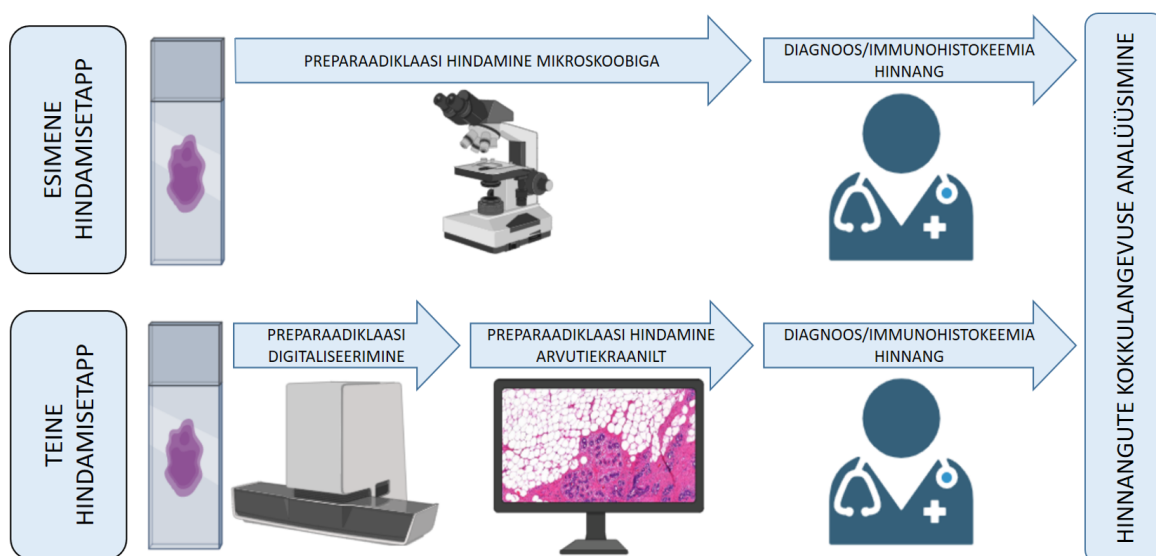 ESIMENE
HINDAMISETAPP
PREPARAADIKLAASI HINDAMINE MIKROSKOOBIGA
DIAGNOOS/IMMUNOHISTOKEEMIA
HINNANG
TEINE
HINDAMISETAPP
PREPARAADIKLAASI
DIGITALISEERIMINE
PREPARAADIKLAASI HINDAMINE
ARVUTIEKRAANILT
DIAGNOOS/IMMUNOHISTOKEEMIA
HINNANG
HINNANGUTE KOKKULANGEVUSE ANALÜÜSIMINE